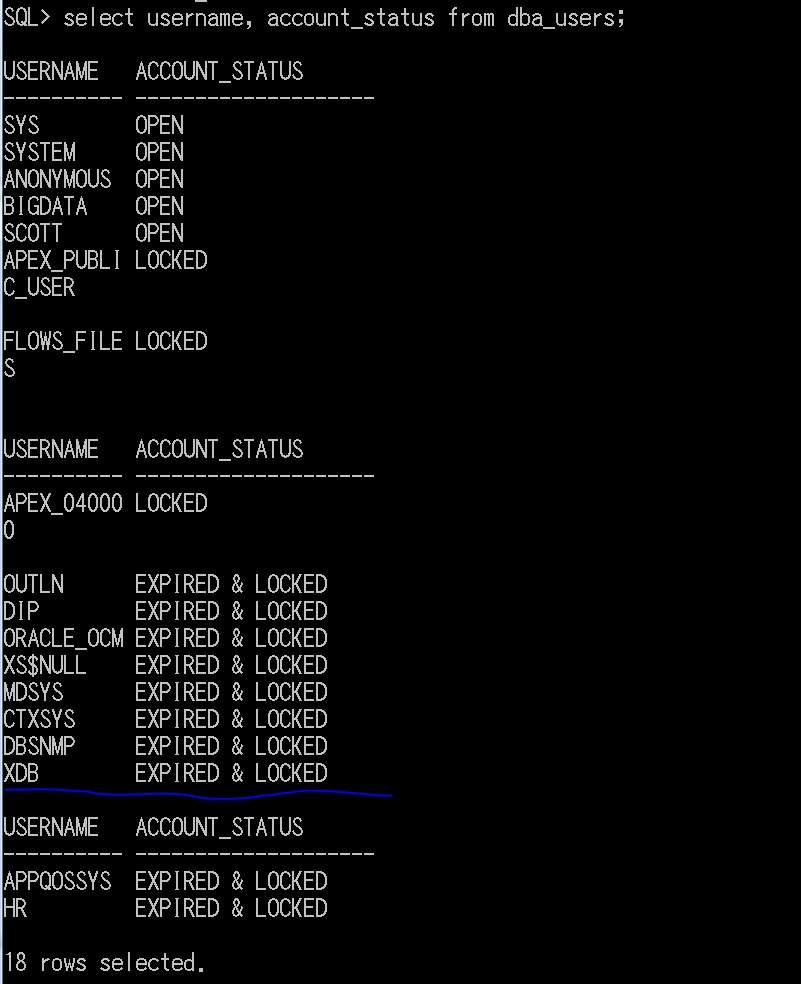 SQL> select username, account_status from dba_users;
USERNAME   ACCOUNT_STATUS
---------- --------------------
SYS        OPEN
SYSTEM     OPEN
ANONYMOUS  OPEN
BIGDATA    OPEN
SCOTT      OPEN
APEX_PUBLI LOCKED
C_USER
FLOWS_FILE LOCKED
S
USERNAME   ACCOUNT_STATUS
---------- --------------------
APEX_04000 LOCKED
0
OUTLN      EXPIRED & LOCKED
DIP        EXPIRED & LOCKED
ORACLE_OCM EXPIRED & LOCKED
XS$NULL    EXPIRED & LOCKED
MDSYS      EXPIRED & LOCKED
CTXSYS     EXPIRED & LOCKED
DBSNMP     EXPIRED & LOCKED
XDB        EXPIRED & LOCKED
USERNAME   ACCOUNT_STATUS
---------- --------------------
APPQOSSYS  EXPIRED & LOCKED
HR         EXPIRED & LOCKED
18 rows selected.